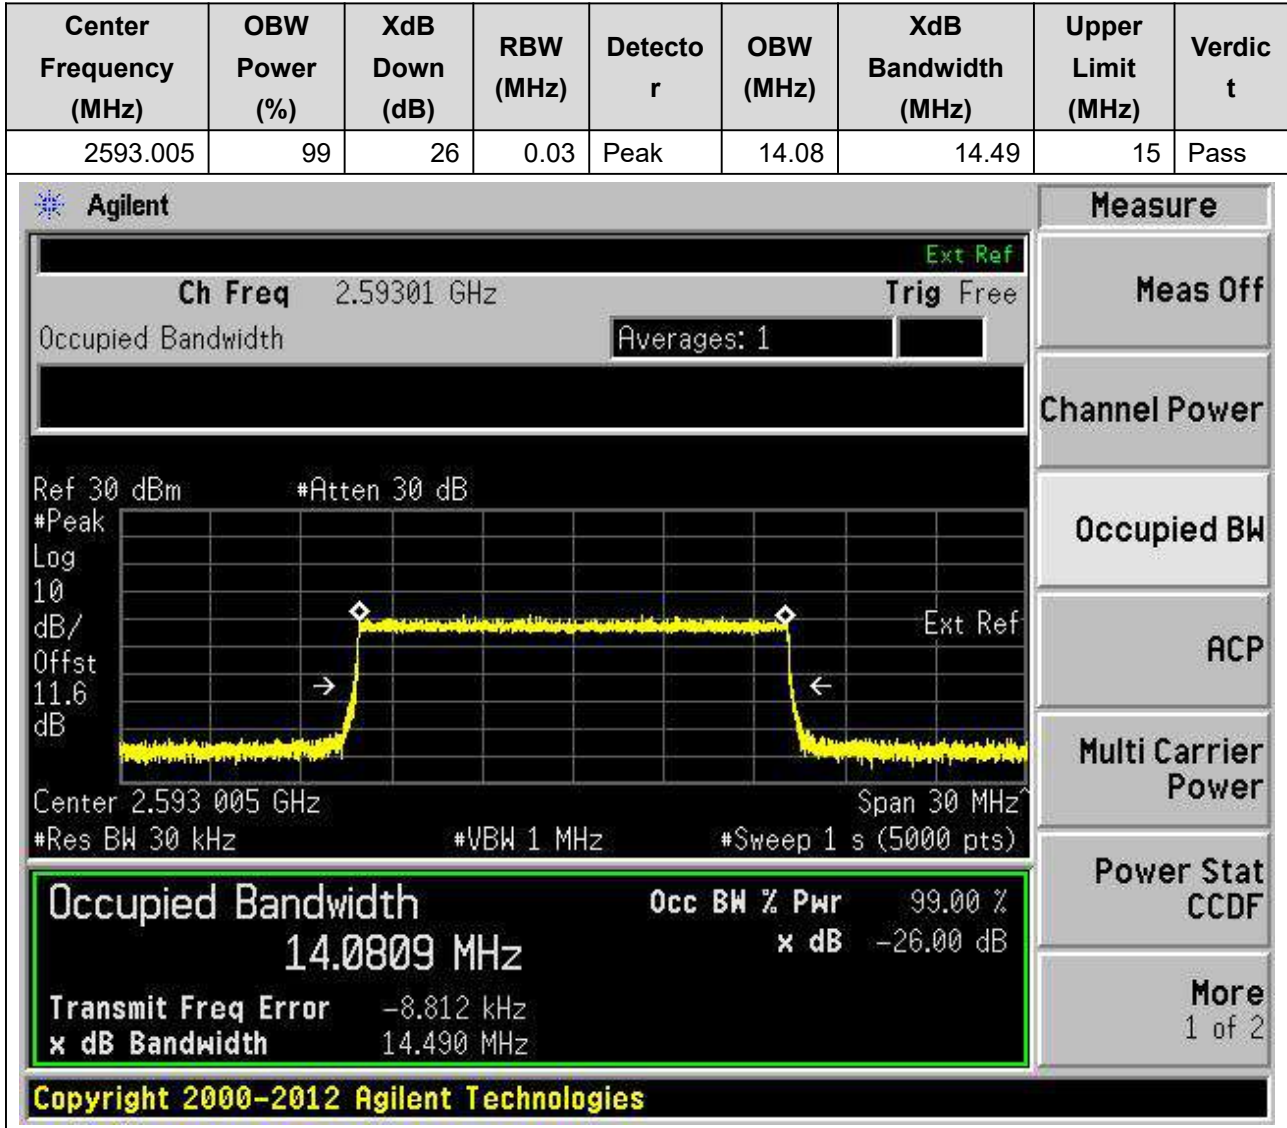 Center Frequency (MHz) OBW Power (%) XdB Down (dB) RBW (MHz) Detector OBW (MHz) XdB Bandwidth (MHz) Upper Limit (MHz) Verdict
2593.005 99 26 0.03 Peak 14.08 14.49 15 Pass
Agilent
Measure
Ext Ref
Ch Freq 2.59301 GHz Trig Free
Meas Off
Occupied Bandwidth Averages: 1
Channel Power
Ref 30 dBm #Atten 30 dB
#Peak
Log
10
dB/
Offst
11.6
dB
Ext Ref
Occupied BW
ACP
Center 2.593 005 GHz Span 30 MHz^
#Res BW 30 kHz #VBW 1 MHz #Sweep 1 s (5000 pts)
Multi Carrier
Power
Occupied Bandwidth Occ BW % Pwr 99.00 %
14.0809 MHz x dB -26.00 dB
Power Stat
CCDF
Transmit Freq Error -8.812 kHz
x dB Bandwidth 14.490 MHz
More
1 of 2
Copyright 2000-2012 Agilent Technologies